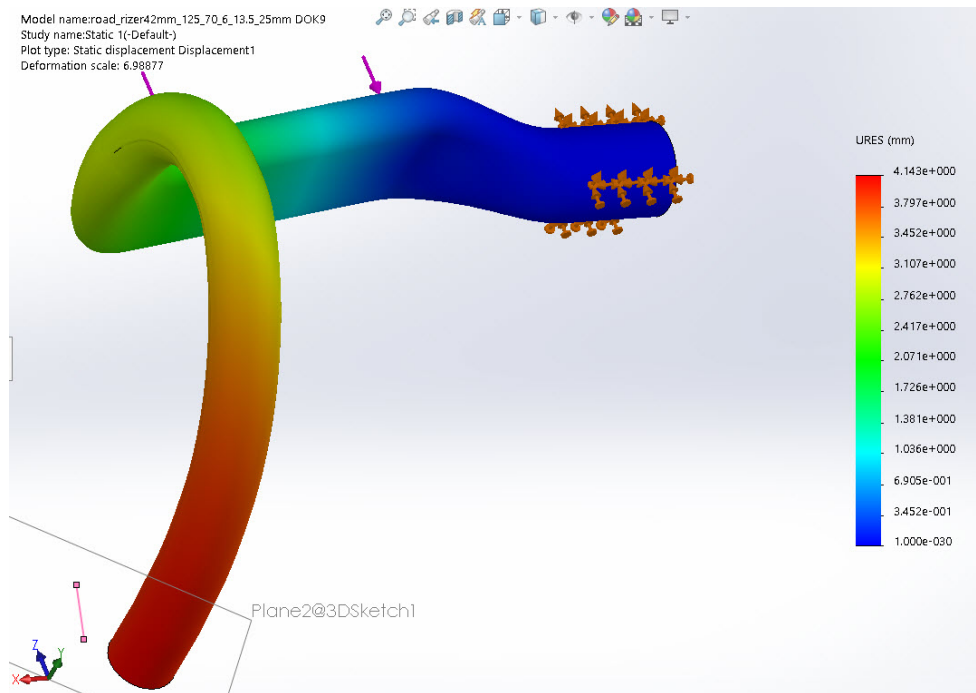 Model name:road_rizer42mm_125_70_6_13.5_25mm DOK9
Study name:Static 1(-Default-)
Plot type: Static displacement Displacement1
Deformation scale: 6.98877
URES (mm)
4.143e+000
3.797e+000
3.452e+000
3.107e+000
2.762e+000
2.417e+000
2.071e+000
1.726e+000
1.381e+000
1.036e+000
6.905e-001
3.452e-001
1.000e-030
Plane2@3DSketch1
Z
Y
X